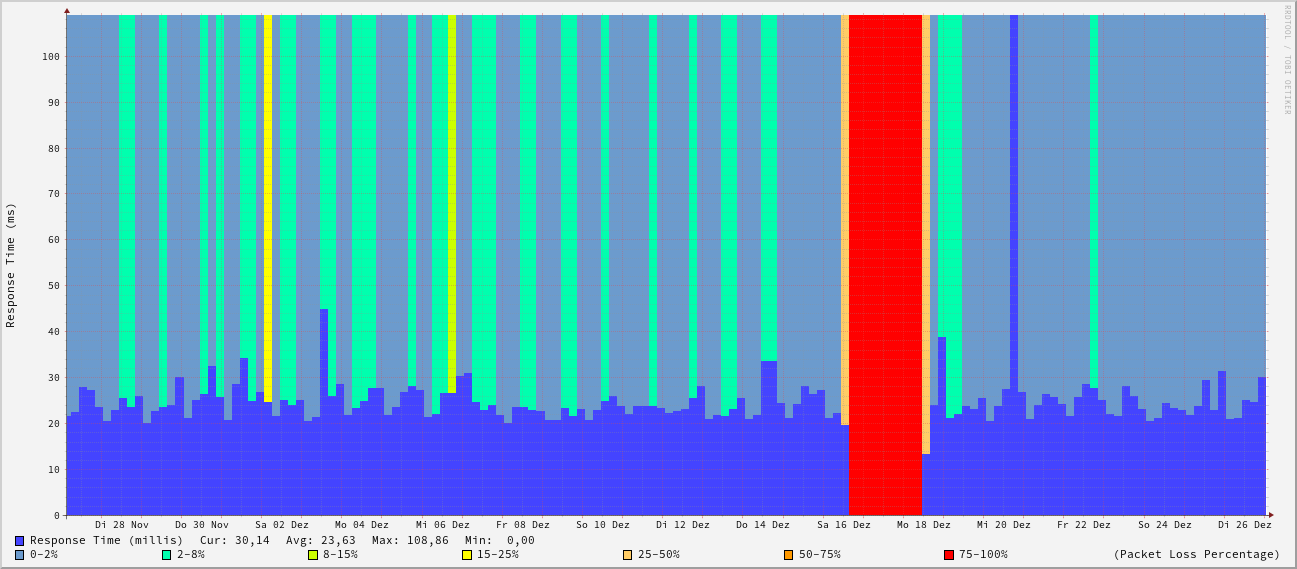 RRDTOOL / TOBI OETIKER
Response Time (ms)
100
90
80
70
60
50
40
30
20
10
0
Di 28 Nov Do 30 Nov Sa 02 Dez Mo 04 Dez Mi 06 Dez Fr 08 Dez So 10 Dez Di 12 Dez Do 14 Dez Sa 16 Dez Mo 18 Dez Mi 20 Dez Fr 22 Dez So 24 Dez Di 26 Dez
Response Time (millis) Cur: 30,14 Avg: 23,63 Max: 108,86 Min: 0,00
0-2% 2-8% 8-15% 15-25% 25-50% 50-75% 75-100% (Packet Loss Percentage)